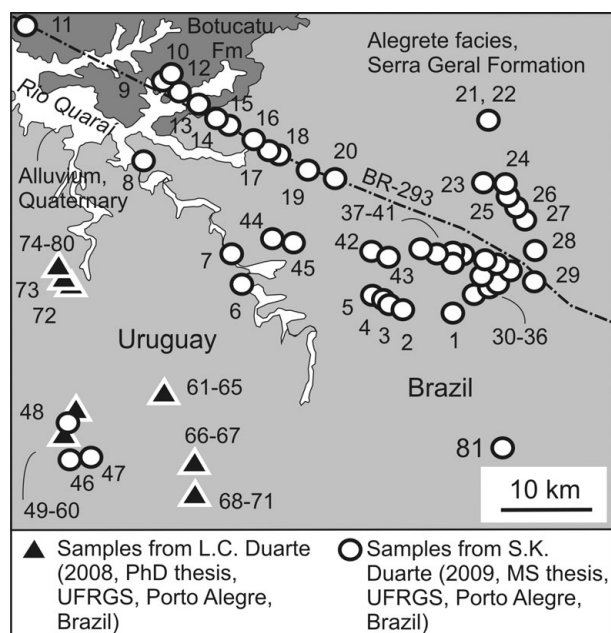 11
Botucatu
Fm
10
12
9
Alegrete facies,
Serra Geral Formation
Rio Quaraí
13
14
15
16
17
18
19
20
21, 22
BR-293
Alluvium,
Quaternary
8
23
24
25
26
27
28
29
37-41
74-80
73
72
7
44
45
42
43
6
5
4
3
2
1
30-36
Uruguay
Brazil
61-65
48
66-67
81
46
47
68-71
49-60
10 km
Samples from L.C. Duarte
(2008, PhD thesis,
UFRGS, Porto Alegre,
Brazil)
Samples from S.K.
Duarte (2009, MS thesis,
UFRGS, Porto Alegre,
Brazil)